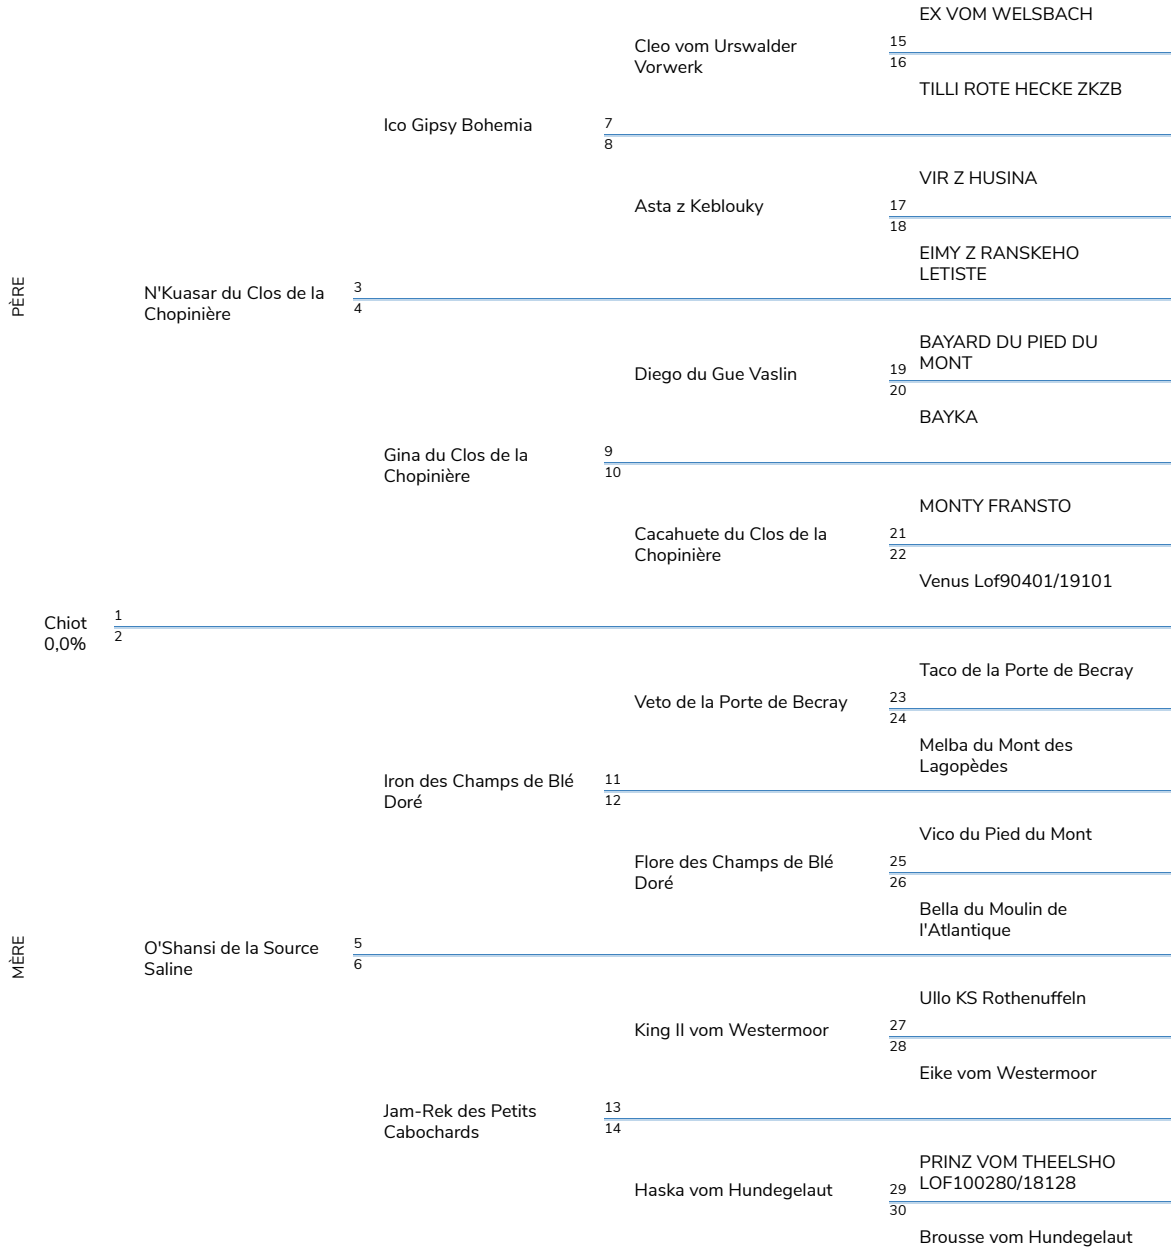 EX VOM WELSBACH
Cleo vom Urswalder
Vorwerk
15
16
TILLI ROTE HECKE ZKZB
Ico Gipsy Bohemia
7
8
VIR Z HUSINA
Asta z Keblouky
17
18
EIMY Z RANSKEHO
LETISTE
PÈRE
N'Kuasar du Clos de la
Chopinière
3
4
BAYARD DU PIED DU
MONT
Diego du Gue Vaslin
19
20
BAYKA
Gina du Clos de la
Chopinière
9
10
MONTY FRANSTO
Cacahuete du Clos de la
Chopinière
21
22
Venus Lof90401/19101
Chiot
0,0%
1
2
Taco de la Porte de Becray
Veto de la Porte de Becray
23
24
Melba du Mont des
Lagopèdes
Iron des Champs de Blé
Doré
11
12
Vico du Pied du Mont
Flore des Champs de Blé
Doré
25
26
Bella du Moulin de
l'Atlantique
MÈRE
O'Shansi de la Source
Saline
5
6
Ullo KS Rothenuffeln
King II vom Westermoor
27
28
Eike vom Westermoor
Jam-Rek des Petits
Cabochards
13
14
PRINZ VOM THEELSHO
LOF100280/18128
Haska vom Hundegelaut
29
30
Brousse vom Hundegelaut